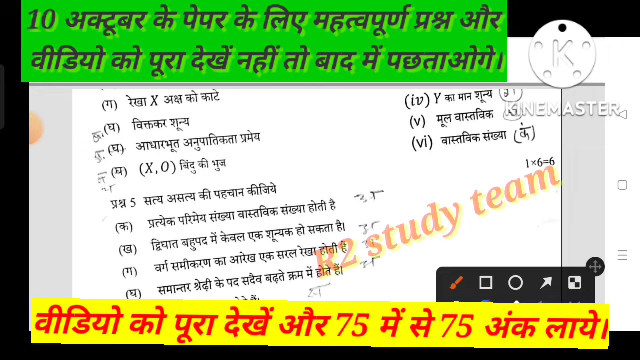 10 अक्टूबर के पेपर के लिए महत्वपूर्ण प्रश्न और
वीडियो को पूरा देखें नहीं तो बाद में पछताओगे।
KINEMASTER
(ग) रेखा X अक्ष को काटे
(घ) वित्तकर शून्य
(घ) आधारभूत अनुपातिकता प्रमेय
(घ) (X,O) बिंदु की भुज
(iv) Y का मान शून्य
(v) मूल वास्तविक
(vi) वास्तविक संख्या (क)
1×6=6
प्रश्न 5 सत्य असत्य की पहचान कीजिये
(क) प्रत्येक परिमेय संख्या वास्तविक संख्या होती है
(ख) द्विघात बहुपद में केवल एक शून्यक हो सकता है।
(ग) वर्ग समीकरण का आरेख एक सरल रेखा होती है
(घ) समान्तर श्रेढ़ी के पद सदैव बढ़ते क्रम में होते हैं।
R2 study team
वीडियो को पूरा देखें और 75 में से 75 अंक लाये।